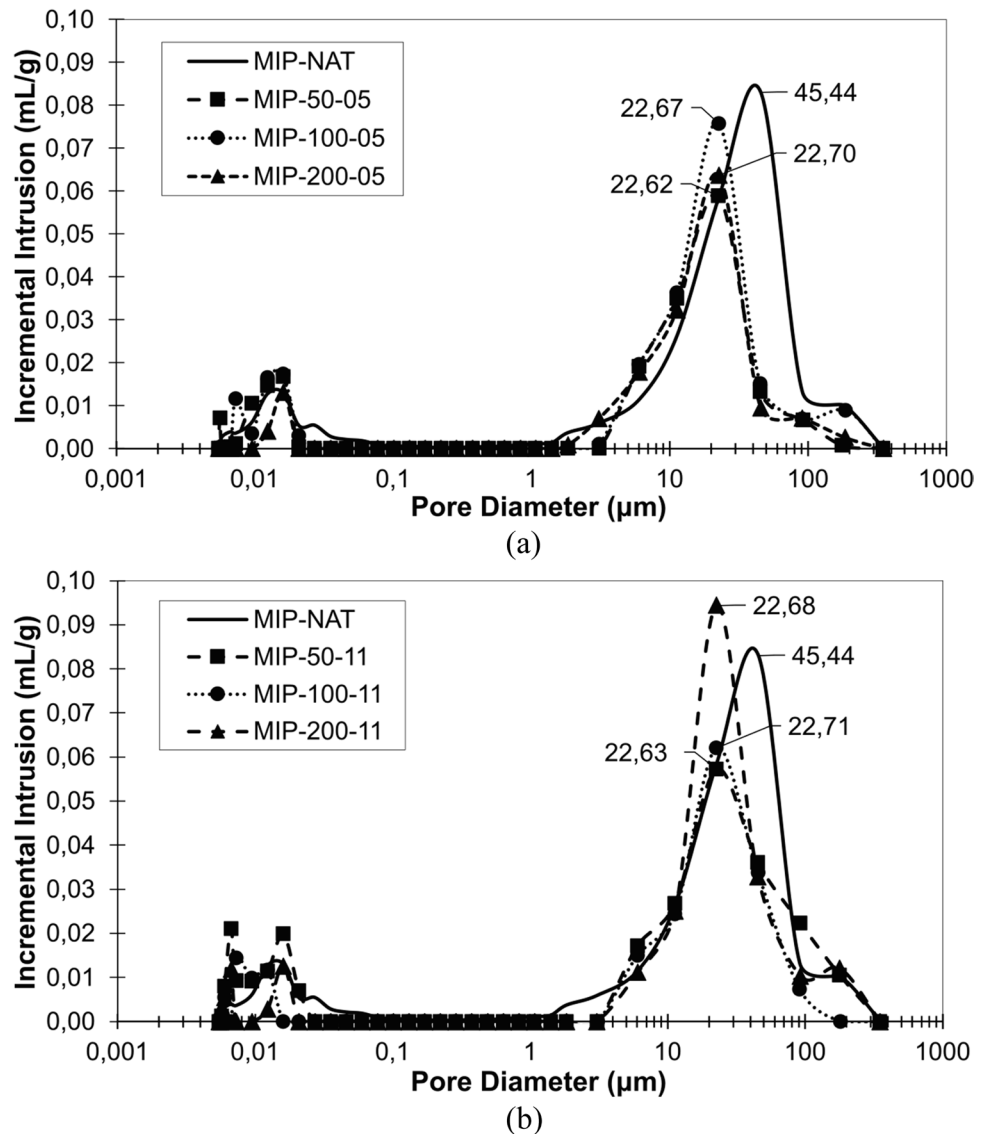 0,10
0,09
0,08
0,07
0,06
0,05
0,04
0,03
0,02
0,01
0,00
Incremental Intrusion (mL/g)
MIP-NAT
MIP-50-05
MIP-100-05
MIP-200-05
22,67
45,44
22,70
22,62
0,001 0,01 0,1 1 10 100 1000
Pore Diameter (µm)
(a)
0,10
0,09
0,08
0,07
0,06
0,05
0,04
0,03
0,02
0,01
0,00
Incremental Intrusion (mL/g)
MIP-NAT
MIP-50-11
MIP-100-11
MIP-200-11
22,68
45,44
22,71
22,63
0,001 0,01 0,1 1 10 100 1000
Pore Diameter (µm)
(b)